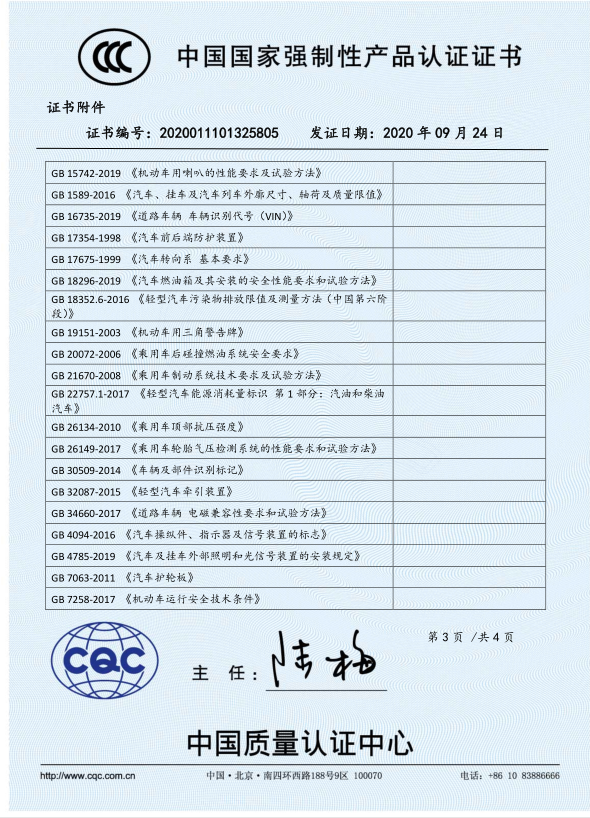 CCC 中国国家强制性产品认证证书
证书附件
证书编号：2020011101325805 发证日期：2020 年 09 月 24 日
GB 15742-2019 《机动车用喇叭的性能要求及试验方法》
GB 1589-2016 《汽车、挂车及汽车列车外廓尺寸、轴荷及质量限值》
GB 16735-2019 《道路车辆 车辆识别代号（VIN）》
GB 17354-1998 《汽车前后端防护装置》
GB 17675-1999 《汽车转向系 基本要求》
GB 18296-2019 《汽车燃油箱及其安装的安全性能要求和试验方法》
GB 18352.6-2016 《轻型汽车污染物排放限值及测量方法（中国第六阶
段）》
GB 19151-2003 《机动车用三角警告牌》
GB 20072-2006 《乘用车后碰撞燃油系统安全要求》
GB 21670-2008 《乘用车制动系统技术要求及试验方法》
GB 22757.1-2017 《轻型汽车能源消耗量标识 第 1 部分：汽油和柴油
汽车》
GB 26134-2010 《乘用车顶部抗压强度》
GB 26149-2017 《乘用车轮胎气压检测系统的性能要求和试验方法》
GB 30509-2014 《车辆及部件识别标记》
GB 32087-2015 《轻型汽车牵引装置》
GB 34660-2017 《道路车辆 电磁兼容性要求和试验方法》
GB 4094-2016 《汽车操纵件、指示器及信号装置的标志》
GB 4785-2019 《汽车及挂车外部照明和光信号装置的安装规定》
GB 7063-2011 《汽车护轮板》
GB 7258-2017 《机动车运行安全技术条件》
第 3 页 /共 4 页
CQC 主 任：陆梅
中国质量认证中心
http://www.cqc.com.cn 中国·北京·南四环西路188号9区 100070 电话：+86 10 83886666